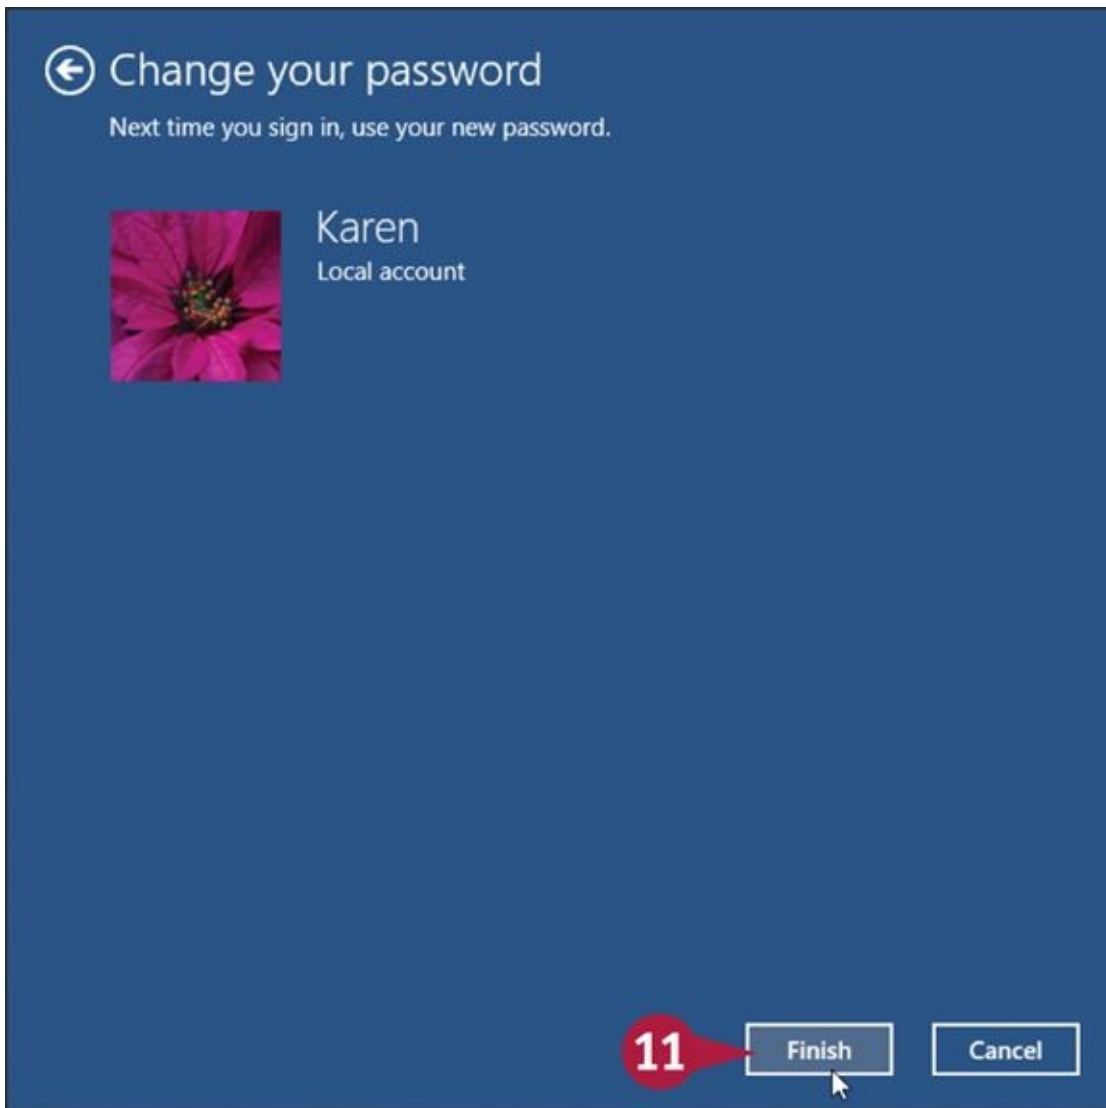 Change your password
Next time you sign in, use your new password.
Karen
Local account
11
Finish
Cancel